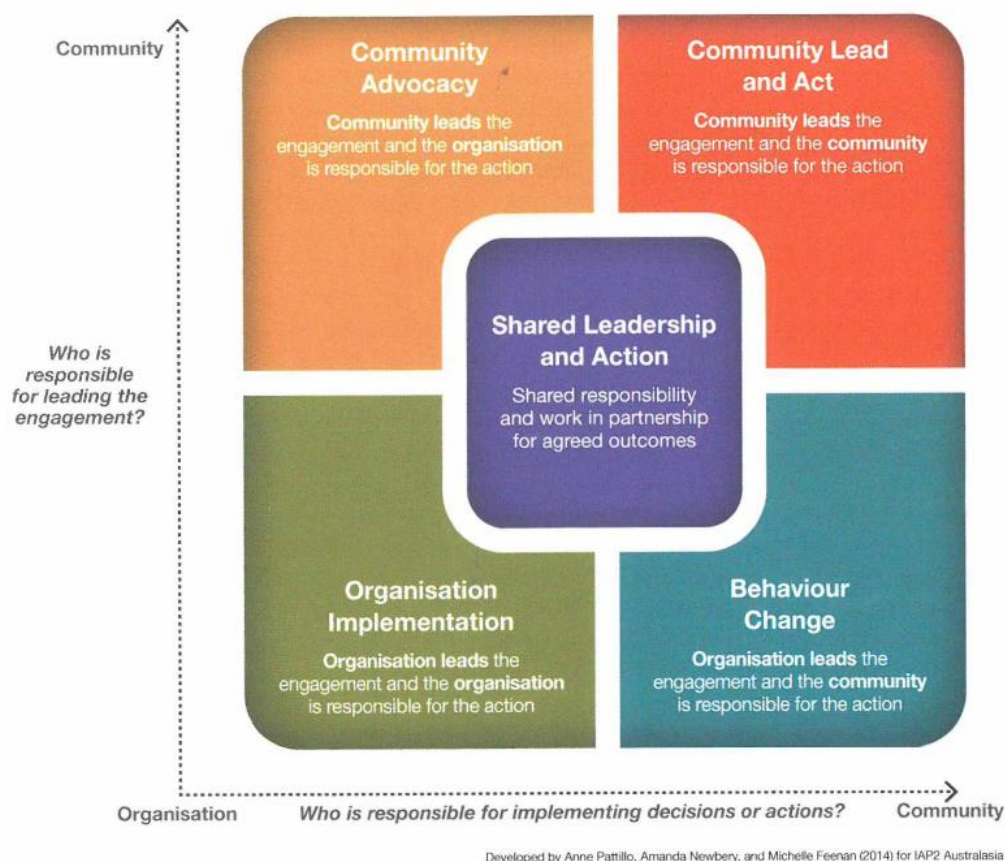 Community
Community
Advocacy
Community leads the
engagement and the organisation
is responsible for the action
Community Lead
and Act
Community leads the
engagement and the community
is responsible for the action
Who is
responsible
for leading the
engagement?
Shared Leadership
and Action
Shared responsibility
and work in partnership
for agreed outcomes
Organisation
Implementation
Organisation leads the
engagement and the organisation
is responsible for the action
Behaviour
Change
Organisation leads the
engagement and the community
is responsible for the action
Organisation
Who is responsible for implementing decisions or actions?
Community
Developed by Anne Pattillo, Amanda Newbery, and Michelle Feenan (2014) for IAP2 Australasia